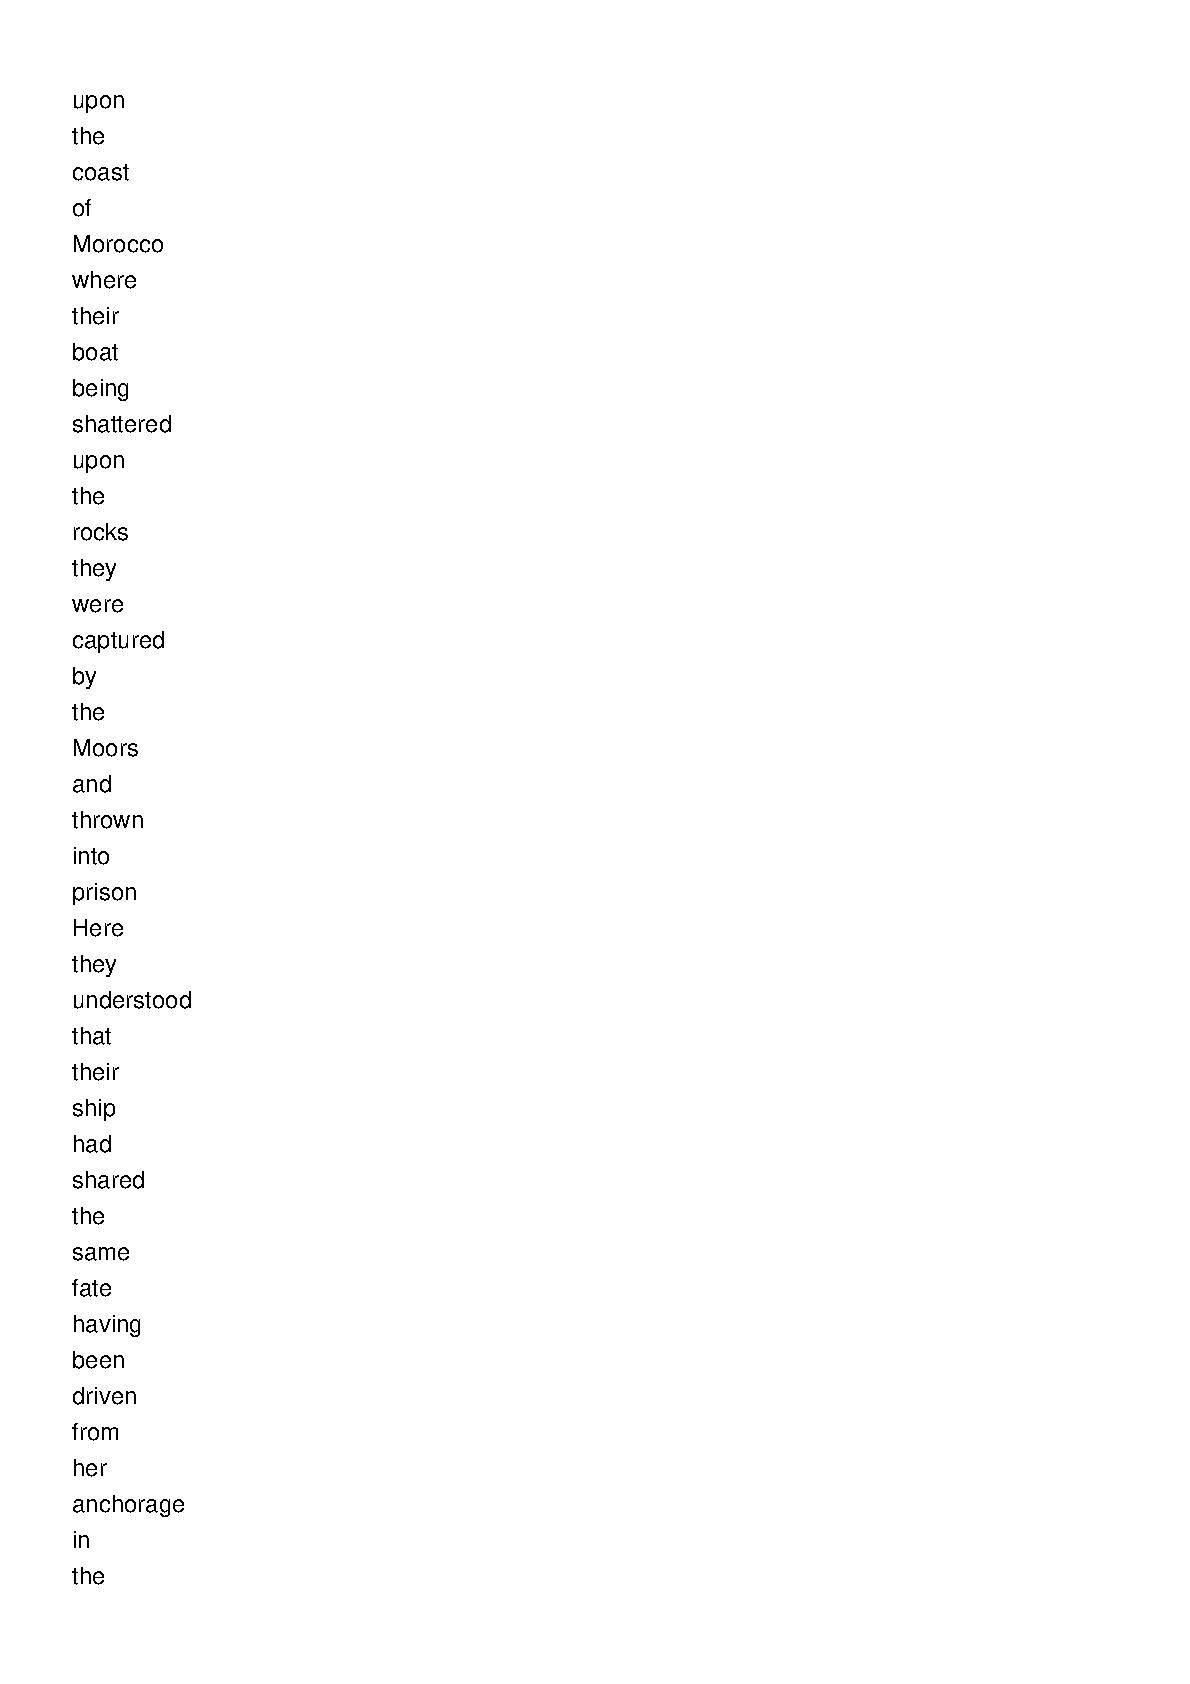 upon
the
coast
of
Morocco
where
their
boat
being
shattered
upon
the
rocks
they
were
captured
by
the
Moors
and
thrown
into
prison
Here
they
understood
that
their
ship
had
shared
the
same
fate
having
been
driven
from
her
anchorage
in
the